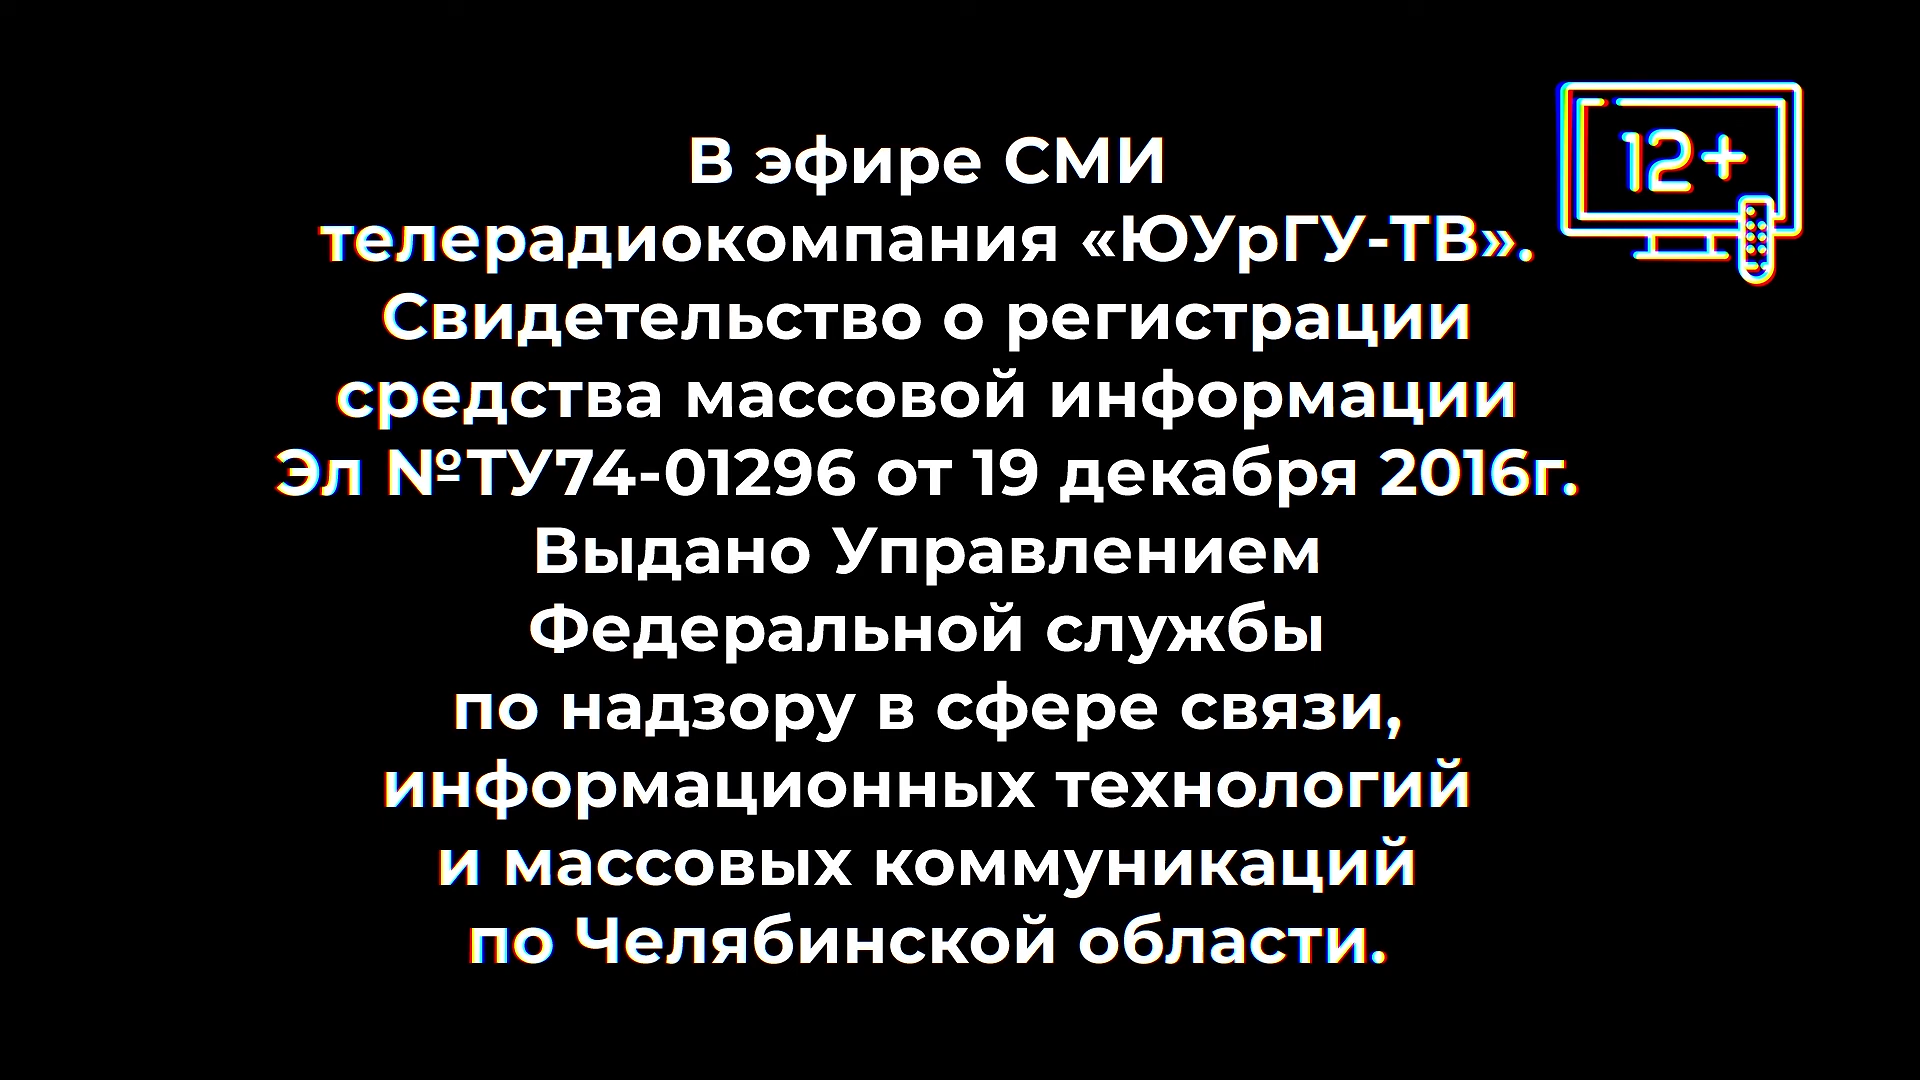 В эфире СМИ
12+
телерадиокомпания «ЮУрГУ-ТВ».
Свидетельство о регистрации
средства массовой информации
Эл №ТУ74-01296 от 19 декабря 2016г.
Выдано Управлением
Федеральной службы
по надзору в сфере связи,
информационных технологий
и массовых коммуникаций
по Челябинской области.